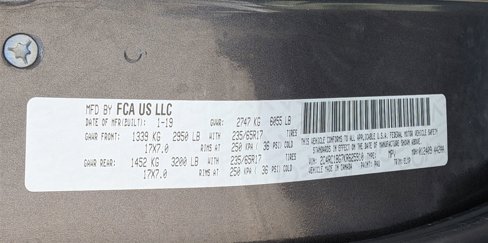 MFD BY FCA US LLC
DATE OF MFR(BUILT): 1-19 GVWR: 2747 KG 6055 LB
GAWR FRONT: 1339 KG 2950 LB WITH 235/65R17 TIRES
17X7.0 RIMS AT 250 KPA ( 36 PSI) COLD
GAWR REAR: 1452 KG 3200 LB WITH 235/65R17 TIRES
17X7.0 RIMS AT 250 KPA ( 36 PSI) COLD
THIS VEHICLE CONFORMS TO ALL APPLICABLE U.S.A. FEDERAL MOTOR VEHICLE SAFETY
STANDARDS IN EFFECT ON THE DATE OF MANUFACTURE SHOWN ABOVE.
TYPE: MPV
VEHICLE MADE IN CANADA PAINT: PAU